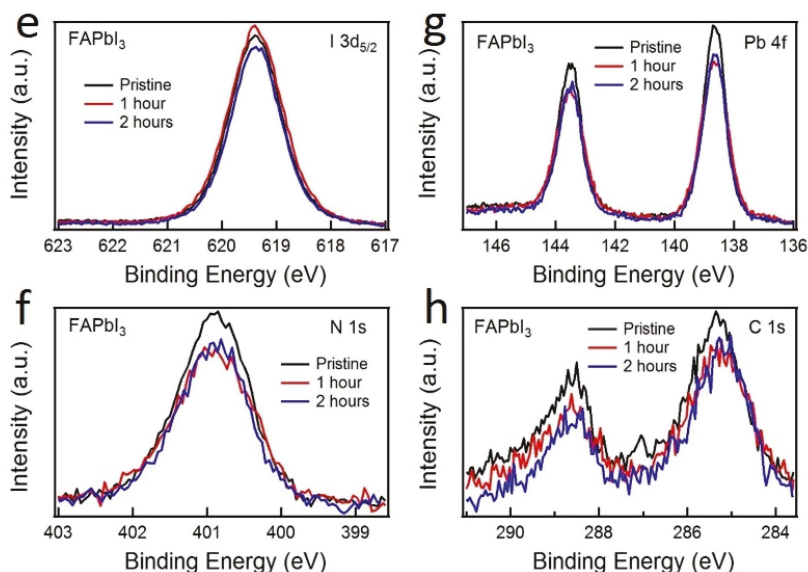 e
FAPbI₃
I 3d₅/₂
Pristine
1 hour
2 hours
Intensity (a.u.)
623 622 621 620 619 618 617
Binding Energy (eV)
g
FAPbI₃
Pb 4f
Pristine
1 hour
2 hours
Intensity (a.u.)
146 144 142 140 138 136
Binding Energy (eV)
f
FAPbI₃
N 1s
Pristine
1 hour
2 hours
Intensity (a.u.)
403 402 401 400 399
Binding Energy (eV)
h
FAPbI₃
C 1s
Pristine
1 hour
2 hours
Intensity (a.u.)
290 288 286 284
Binding Energy (eV)